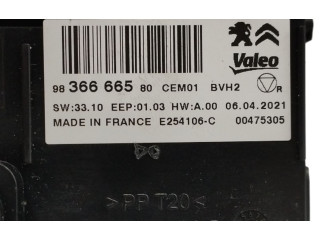 Valeo
98 366 665 80 CEM01 BVH2 R
SW:33.10 EEP:01.03 HW:A.00 06.04.2021
MADE IN FRANCE E254106-C 00475305
>PP T20<